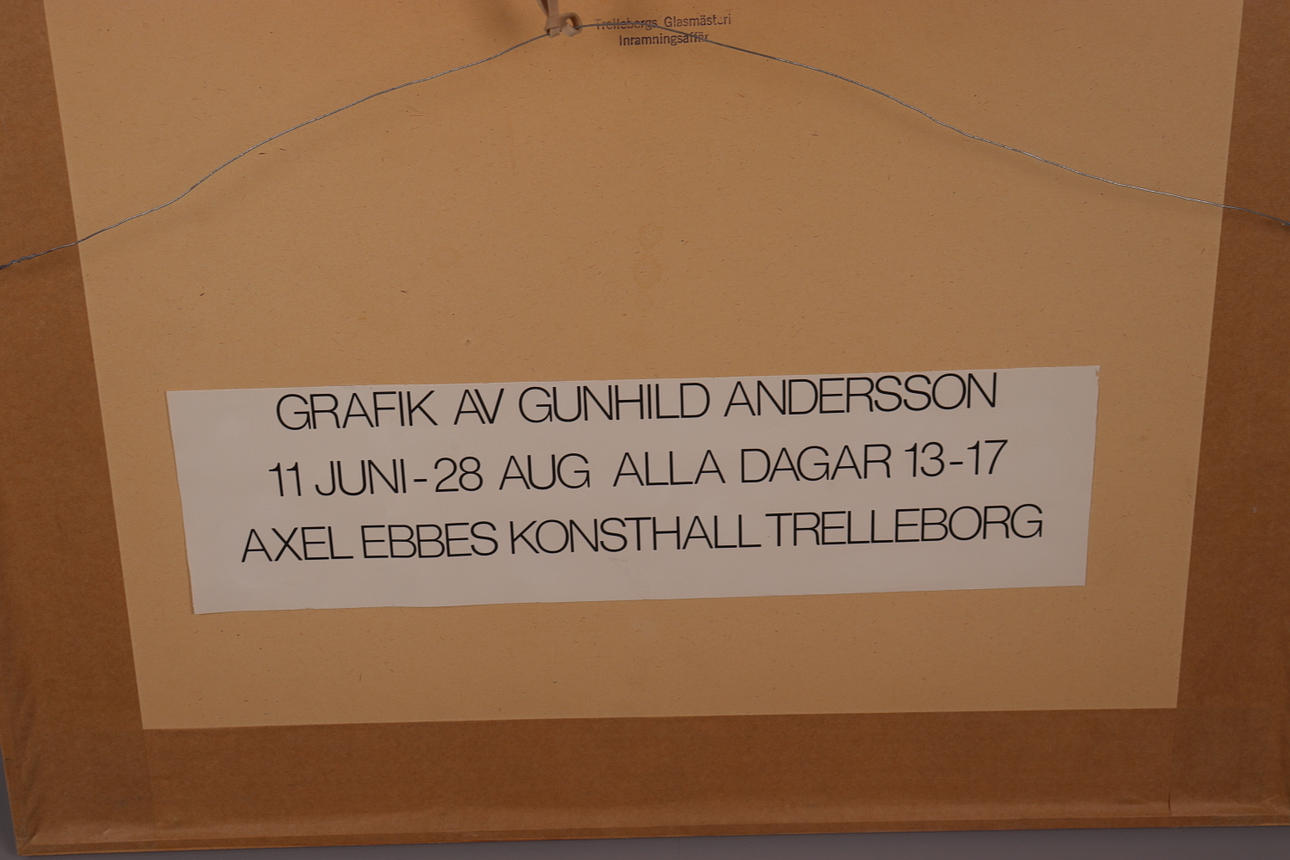 Trelleborgs Glasmästeri
Inramningsaffär
GRAFIK AV GUNHILD ANDERSSON
11 JUNI-28 AUG ALLA DAGAR 13-17
AXEL EBBES KONSTHALL TRELLEBORG